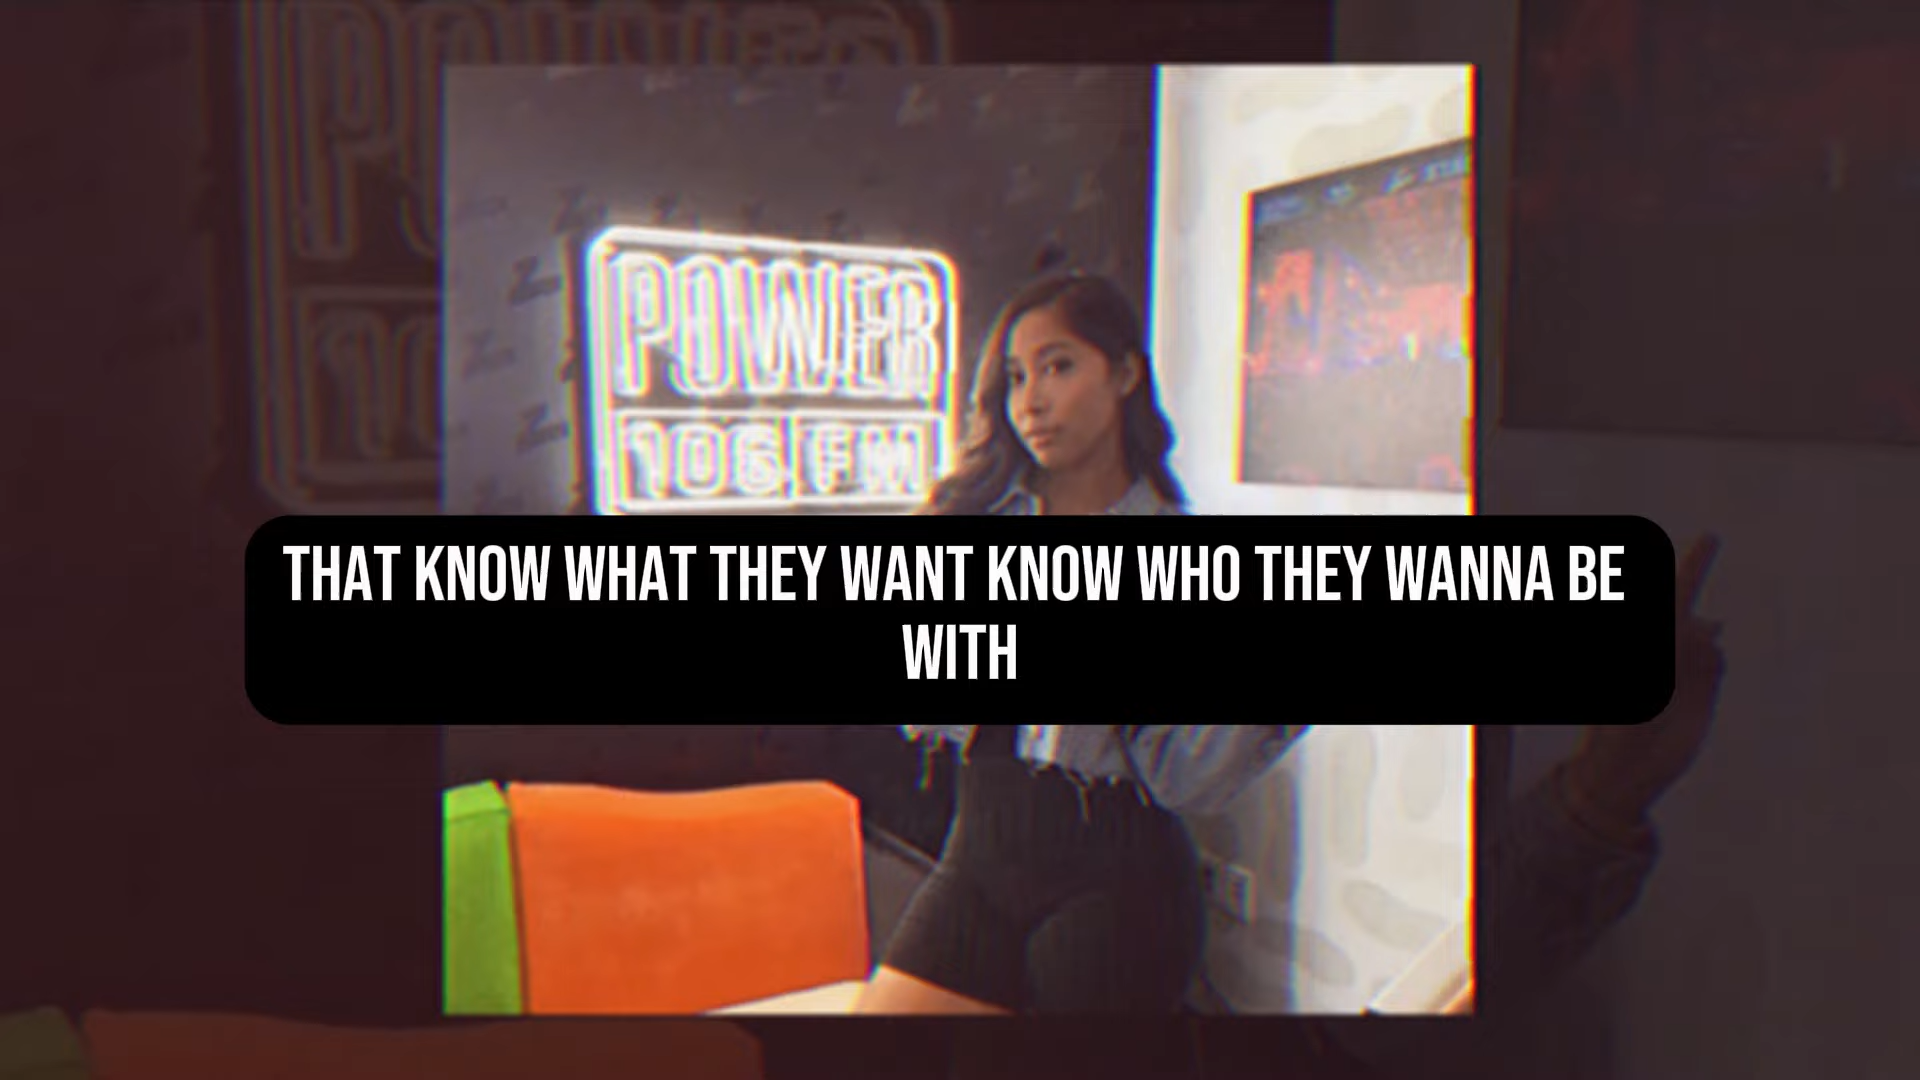 POWER
106 FM
THAT KNOW WHAT THEY WANT KNOW WHO THEY WANNA BE
WITH